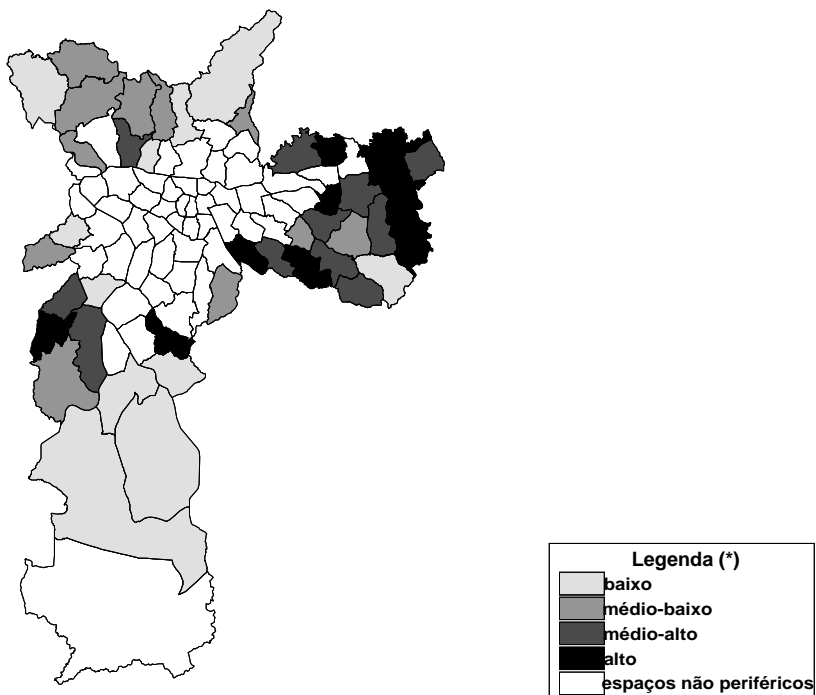 Legenda (*)
baixo
médio-baixo
médio-alto
alto
espaços não periféricos